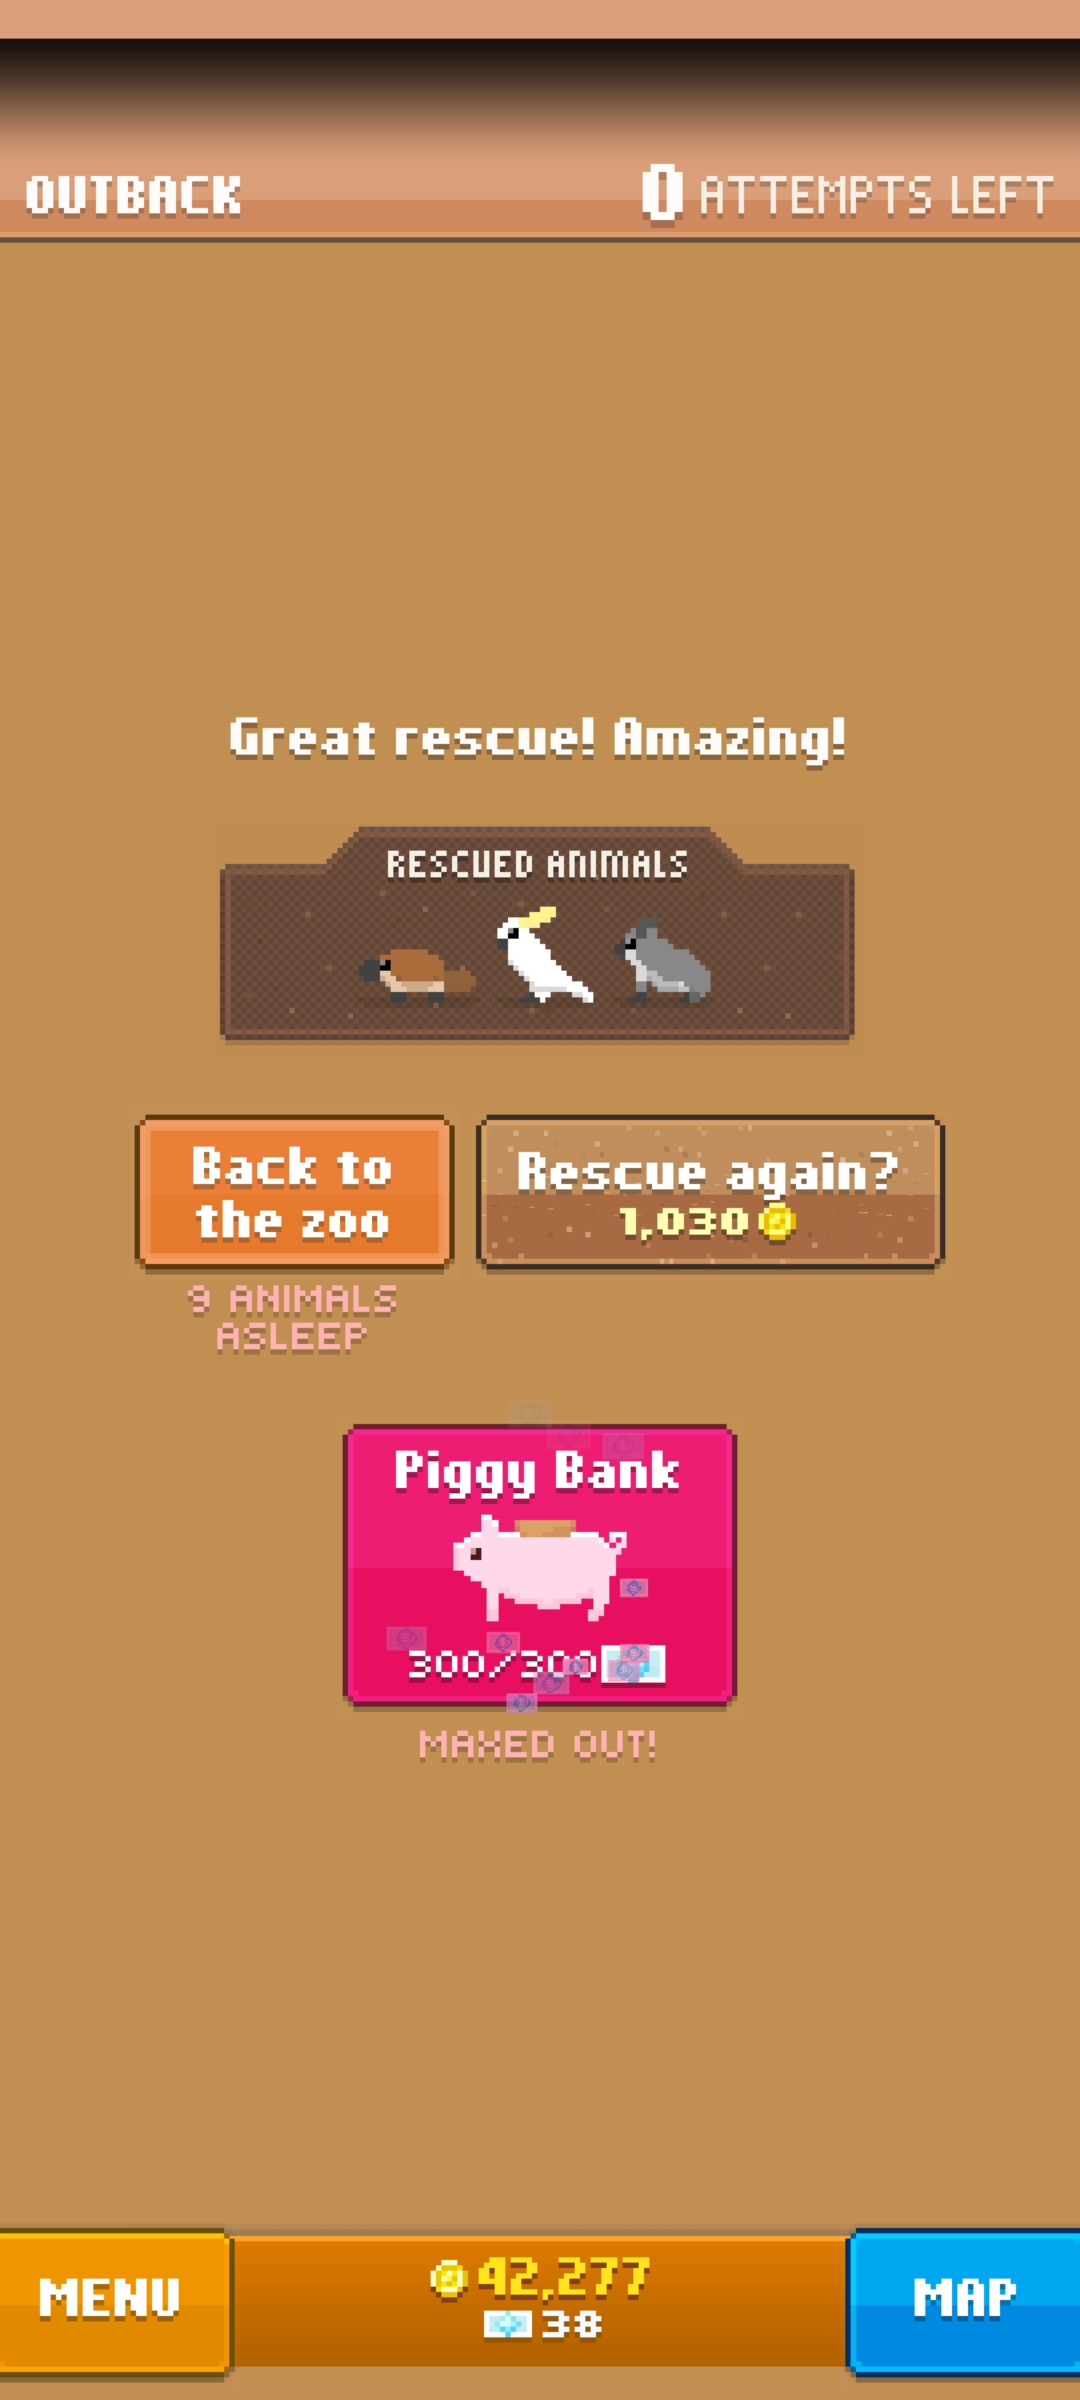 OUTBACK
0 ATTEMPTS LEFT
Great rescue! Amazing!
RESCUED ANIMALS
Back to
the zoo
Rescue again?
1,030
9 ANIMALS
ASLEEP
Piggy Bank
300/300
MAXED OUT!
MENU
42,277
38
MAP